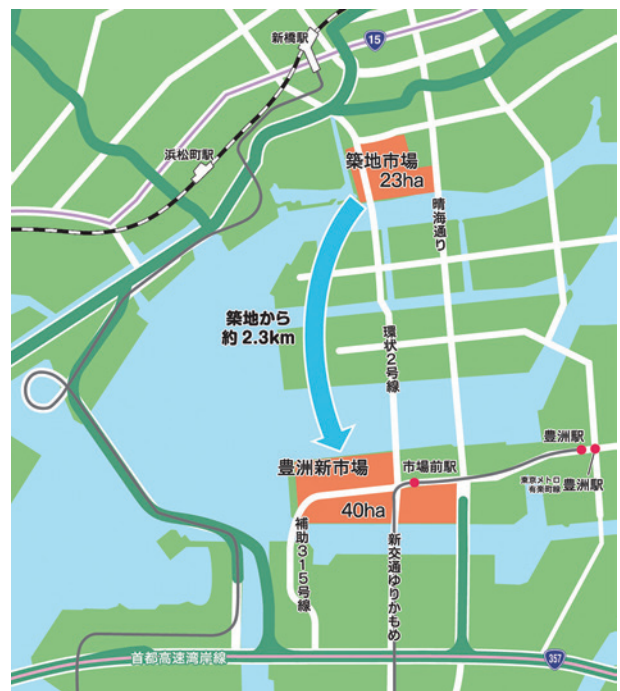 新橋駅
15
浜松町駅
築地市場
23ha
晴海通り
築地から
約2.3km
環状2号線
豊洲新市場
40ha
市場前駅
豊洲駅
東京メトロ
有楽町線
豊洲駅
補助315号線
新交通ゆりかもめ
首都高速湾岸線
357